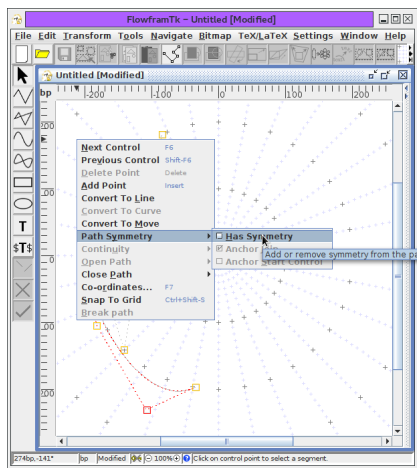 FlowframTk – Untitled [Modified]
File Edit Transform Tools Navigate Bitmap TeX/LaTeX Settings Window Help
Untitled [Modified]
bp -200 -100 0 100 200
Next Control F6
Previous Control Shift-F6
Delete Point Delete
Add Point Insert
Convert To Line
Convert To Curve
Convert To Move
Path Symmetry Has Symmetry
Continuity Anchor
Add or remove symmetry from the pa
Open Path Anchor Start Control
Close Path
Co-ordinates... F7
Snap To Grid Ctrl+Shift-S
Break path
T
$T$
274bp,-141° bp Modified 100% Click on control point to select a segment.